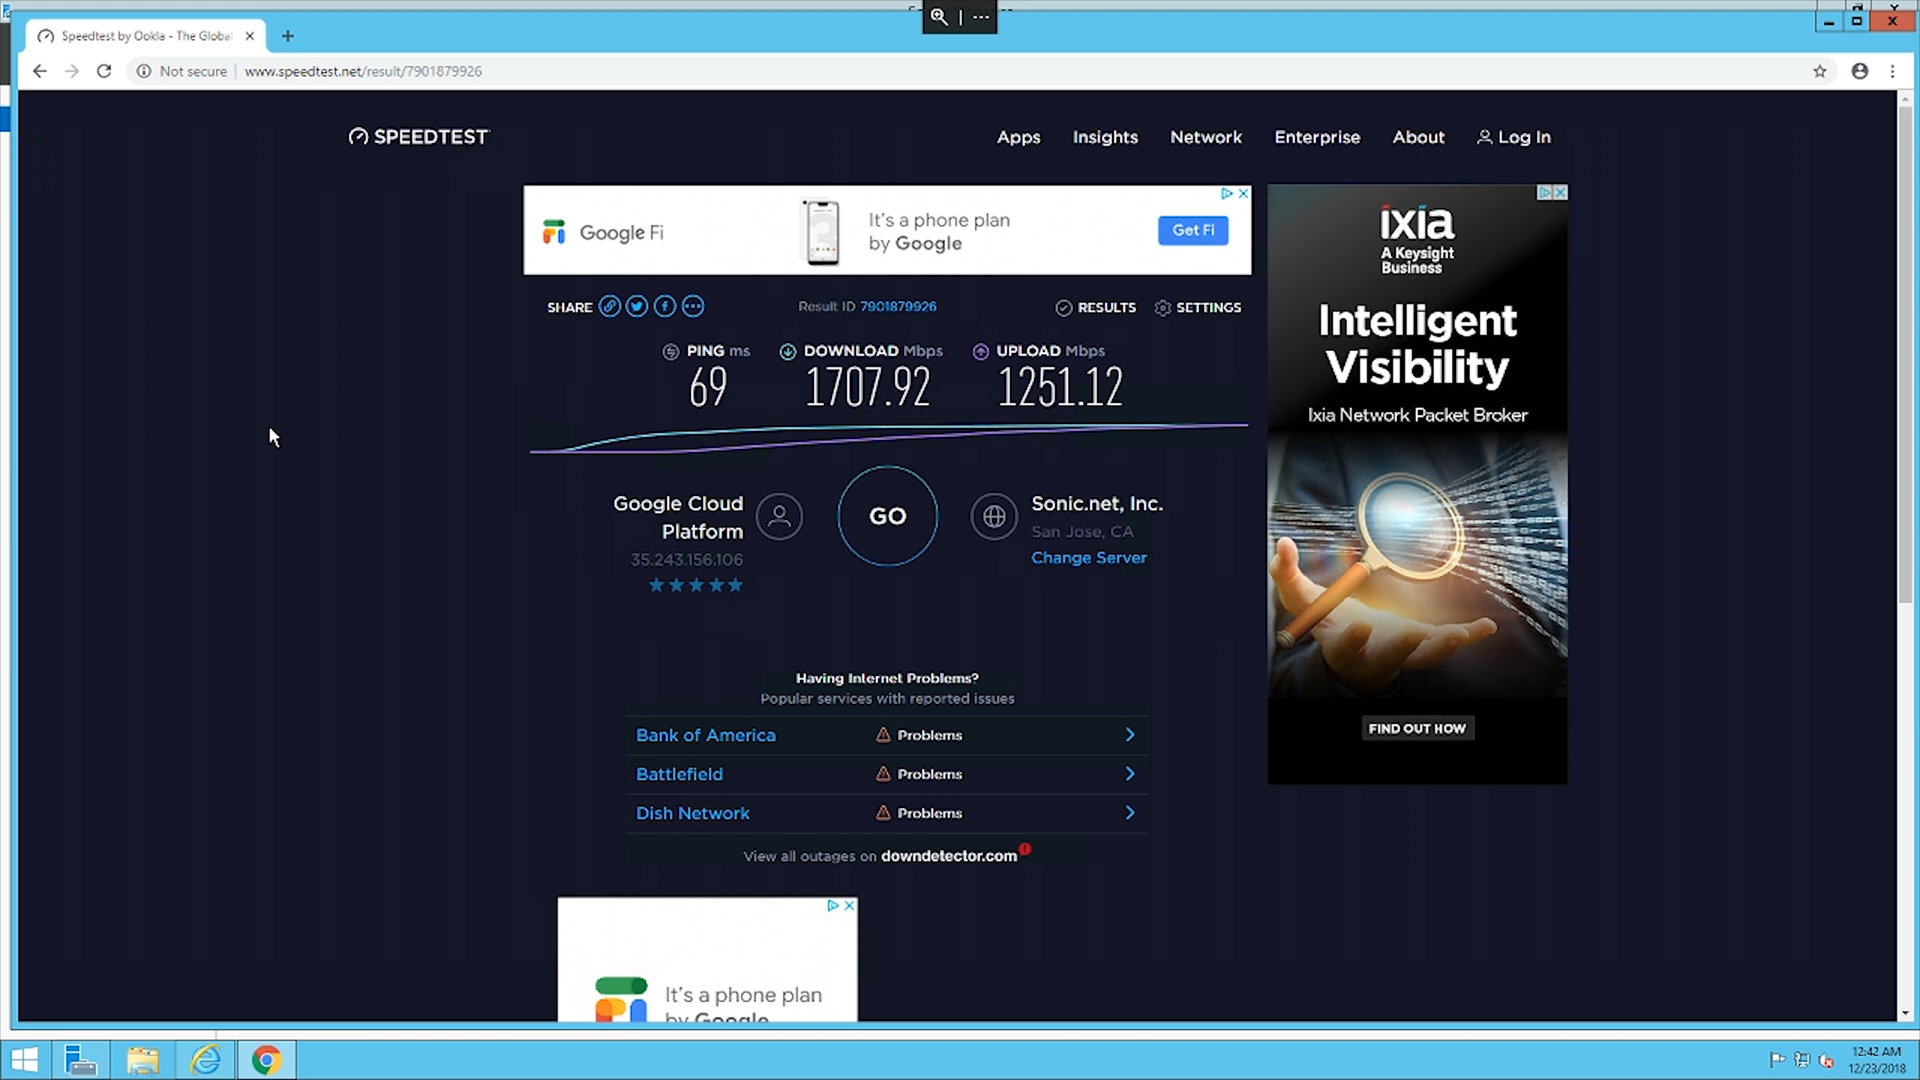 Speedtest by Ookla - The Global
Not secure
www.speedtest.net/result/7901879926
SPEEDTEST
Apps
Insights
Network
Enterprise
About
Log In
Google Fi
It's a phone plan
by Google
Get Fi
ixia
A Keysight
Business
Intelligent
Visibility
Ixia Network Packet Broker
FIND OUT HOW
SHARE
Result ID 7901879926
RESULTS
SETTINGS
PING ms
DOWNLOAD Mbps
UPLOAD Mbps
69
1707.92
1251.12
Google Cloud
Platform
35.243.156.106
GO
Sonic.net, Inc.
San Jose, CA
Change Server
Having Internet Problems?
Popular services with reported issues
Bank of America
Problems
Battlefield
Problems
Dish Network
Problems
View all outages on downdetector.com
It's a phone plan
by Google
12:42 AM
12/23/2018